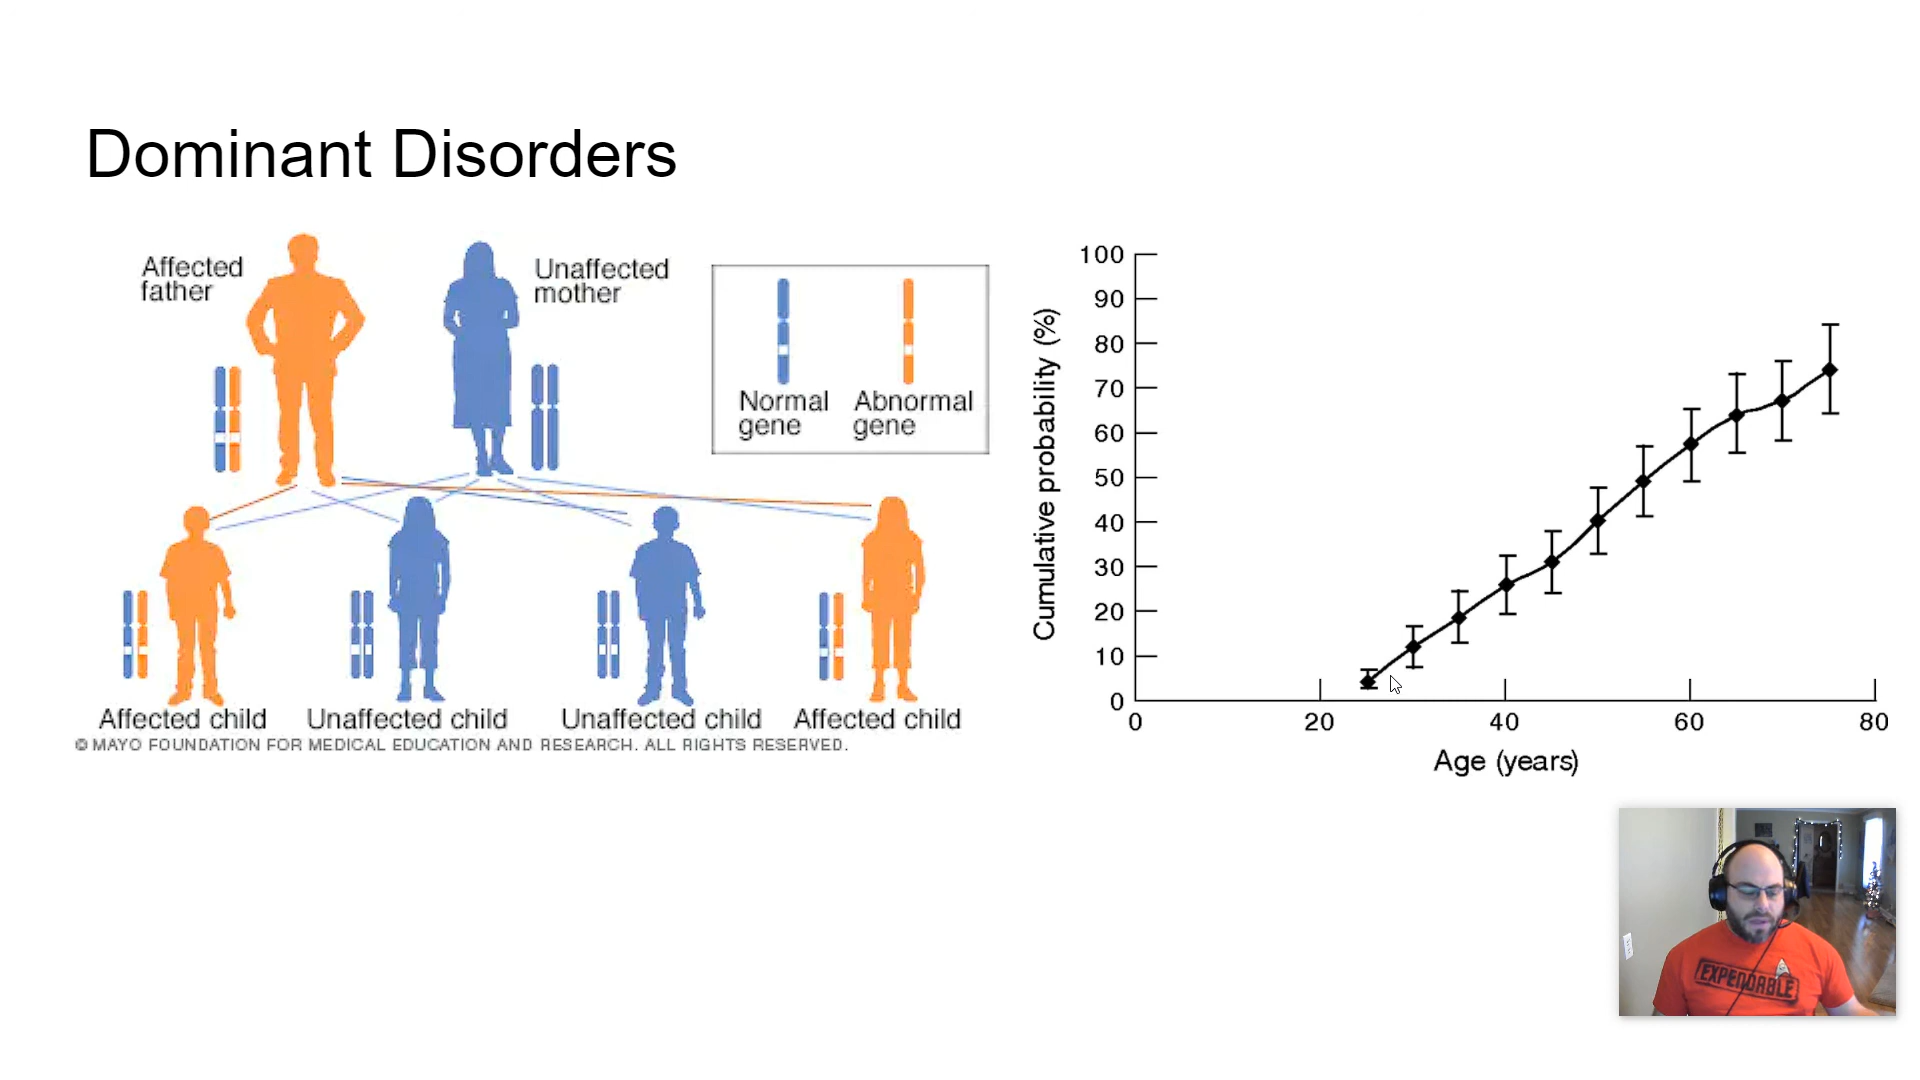 Dominant Disorders
Affected
father
Unaffected
mother
Normal
gene
Abnormal
gene
Affected child
Unaffected child
Unaffected child
Affected child
© MAYO FOUNDATION FOR MEDICAL EDUCATION AND RESEARCH. ALL RIGHTS RESERVED.
Cumulative probability (%)
100
90
80
70
60
50
40
30
20
10
0
0 20 40 60 80
Age (years)
EXPENDABLE